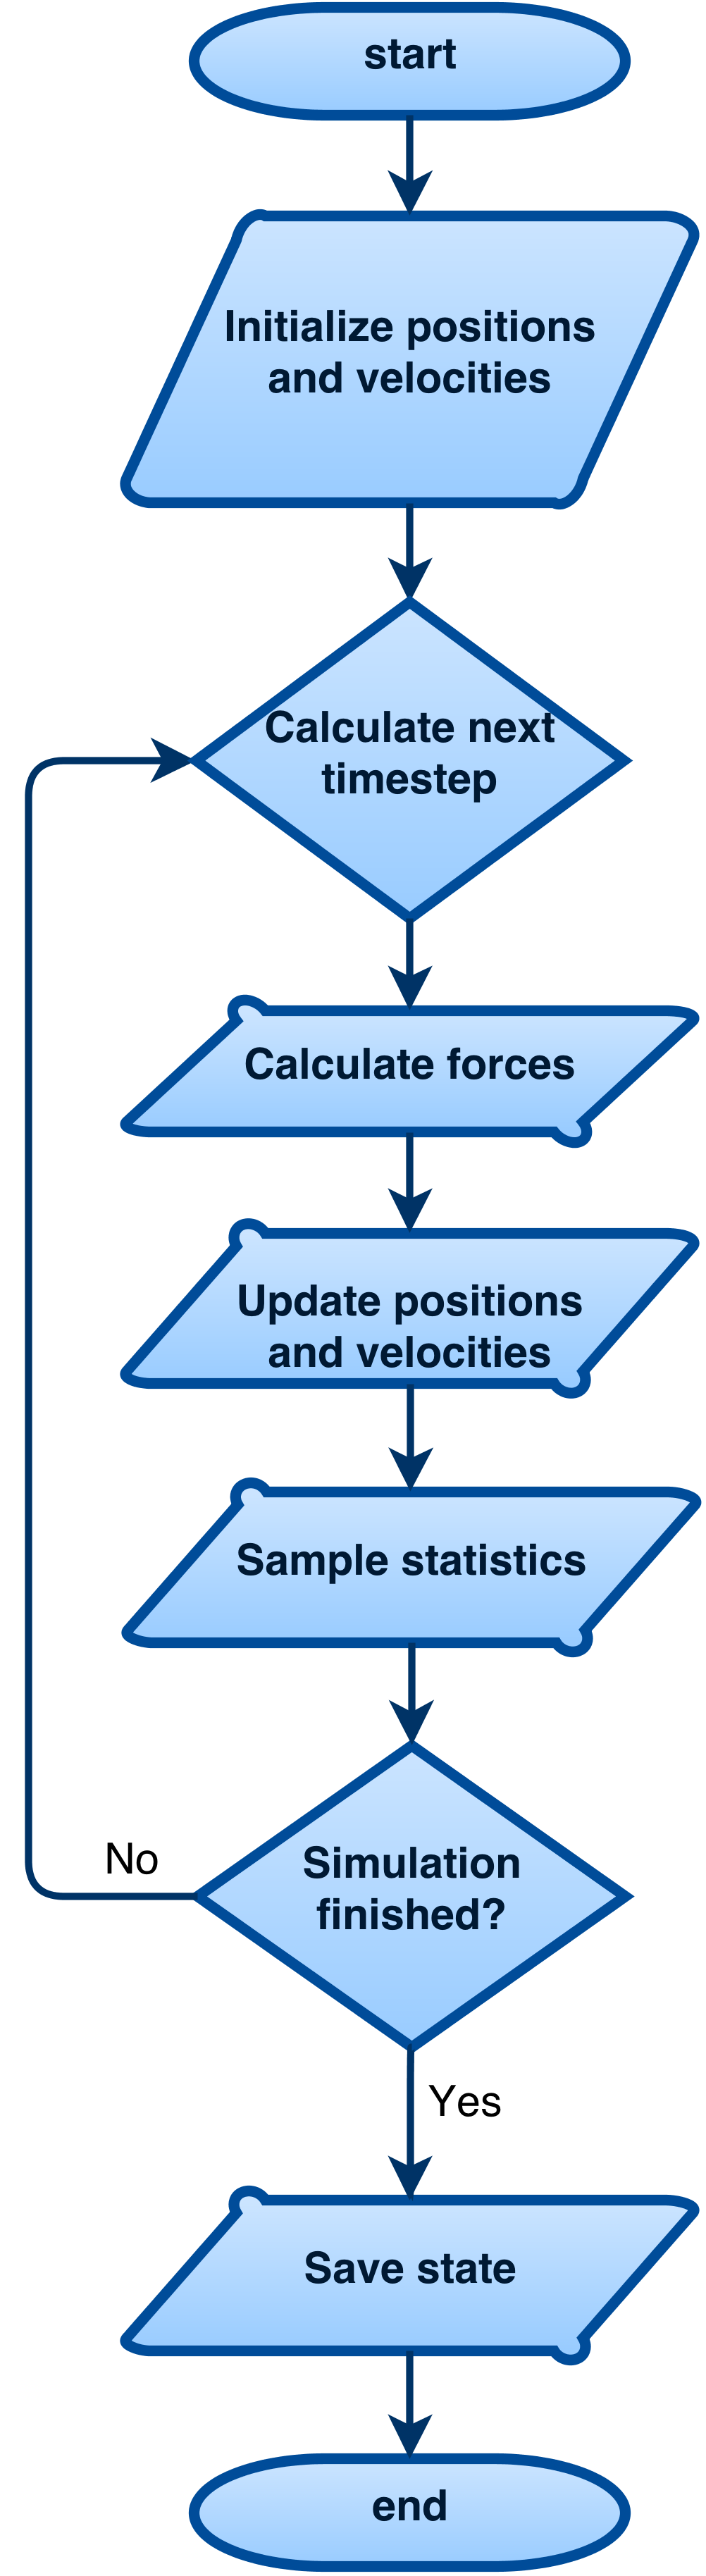 start
Initialize positions
and velocities
Calculate next
timestep
Calculate forces
Update positions
and velocities
Sample statistics
Simulation
finished?
No
Yes
Save state
end